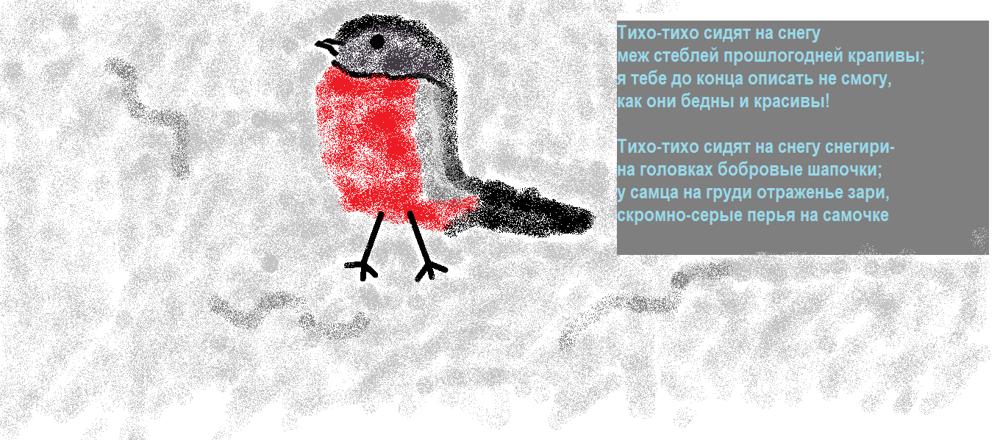 Тихо-тихо сидят на снегу
меж стеблей прошлогодней крапивы;
я тебе до конца описать не смогу,
как они бедны и красивы!
Тихо-тихо сидят на снегу снегири-
на головках бобровые шапочки;
у самца на груди отраженье зари,
скромно-серые перья на самочке